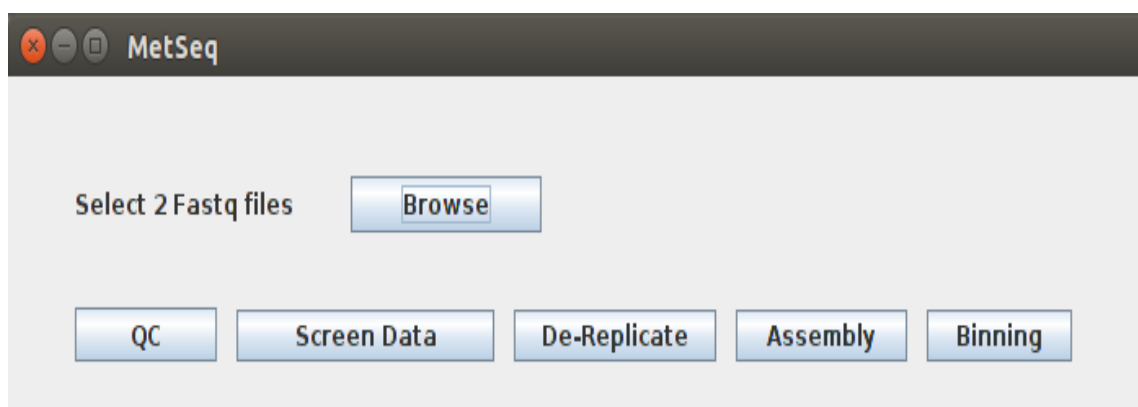 MetSeq
Select 2 Fastq files Browse
QC Screen Data De-Replicate Assembly Binning